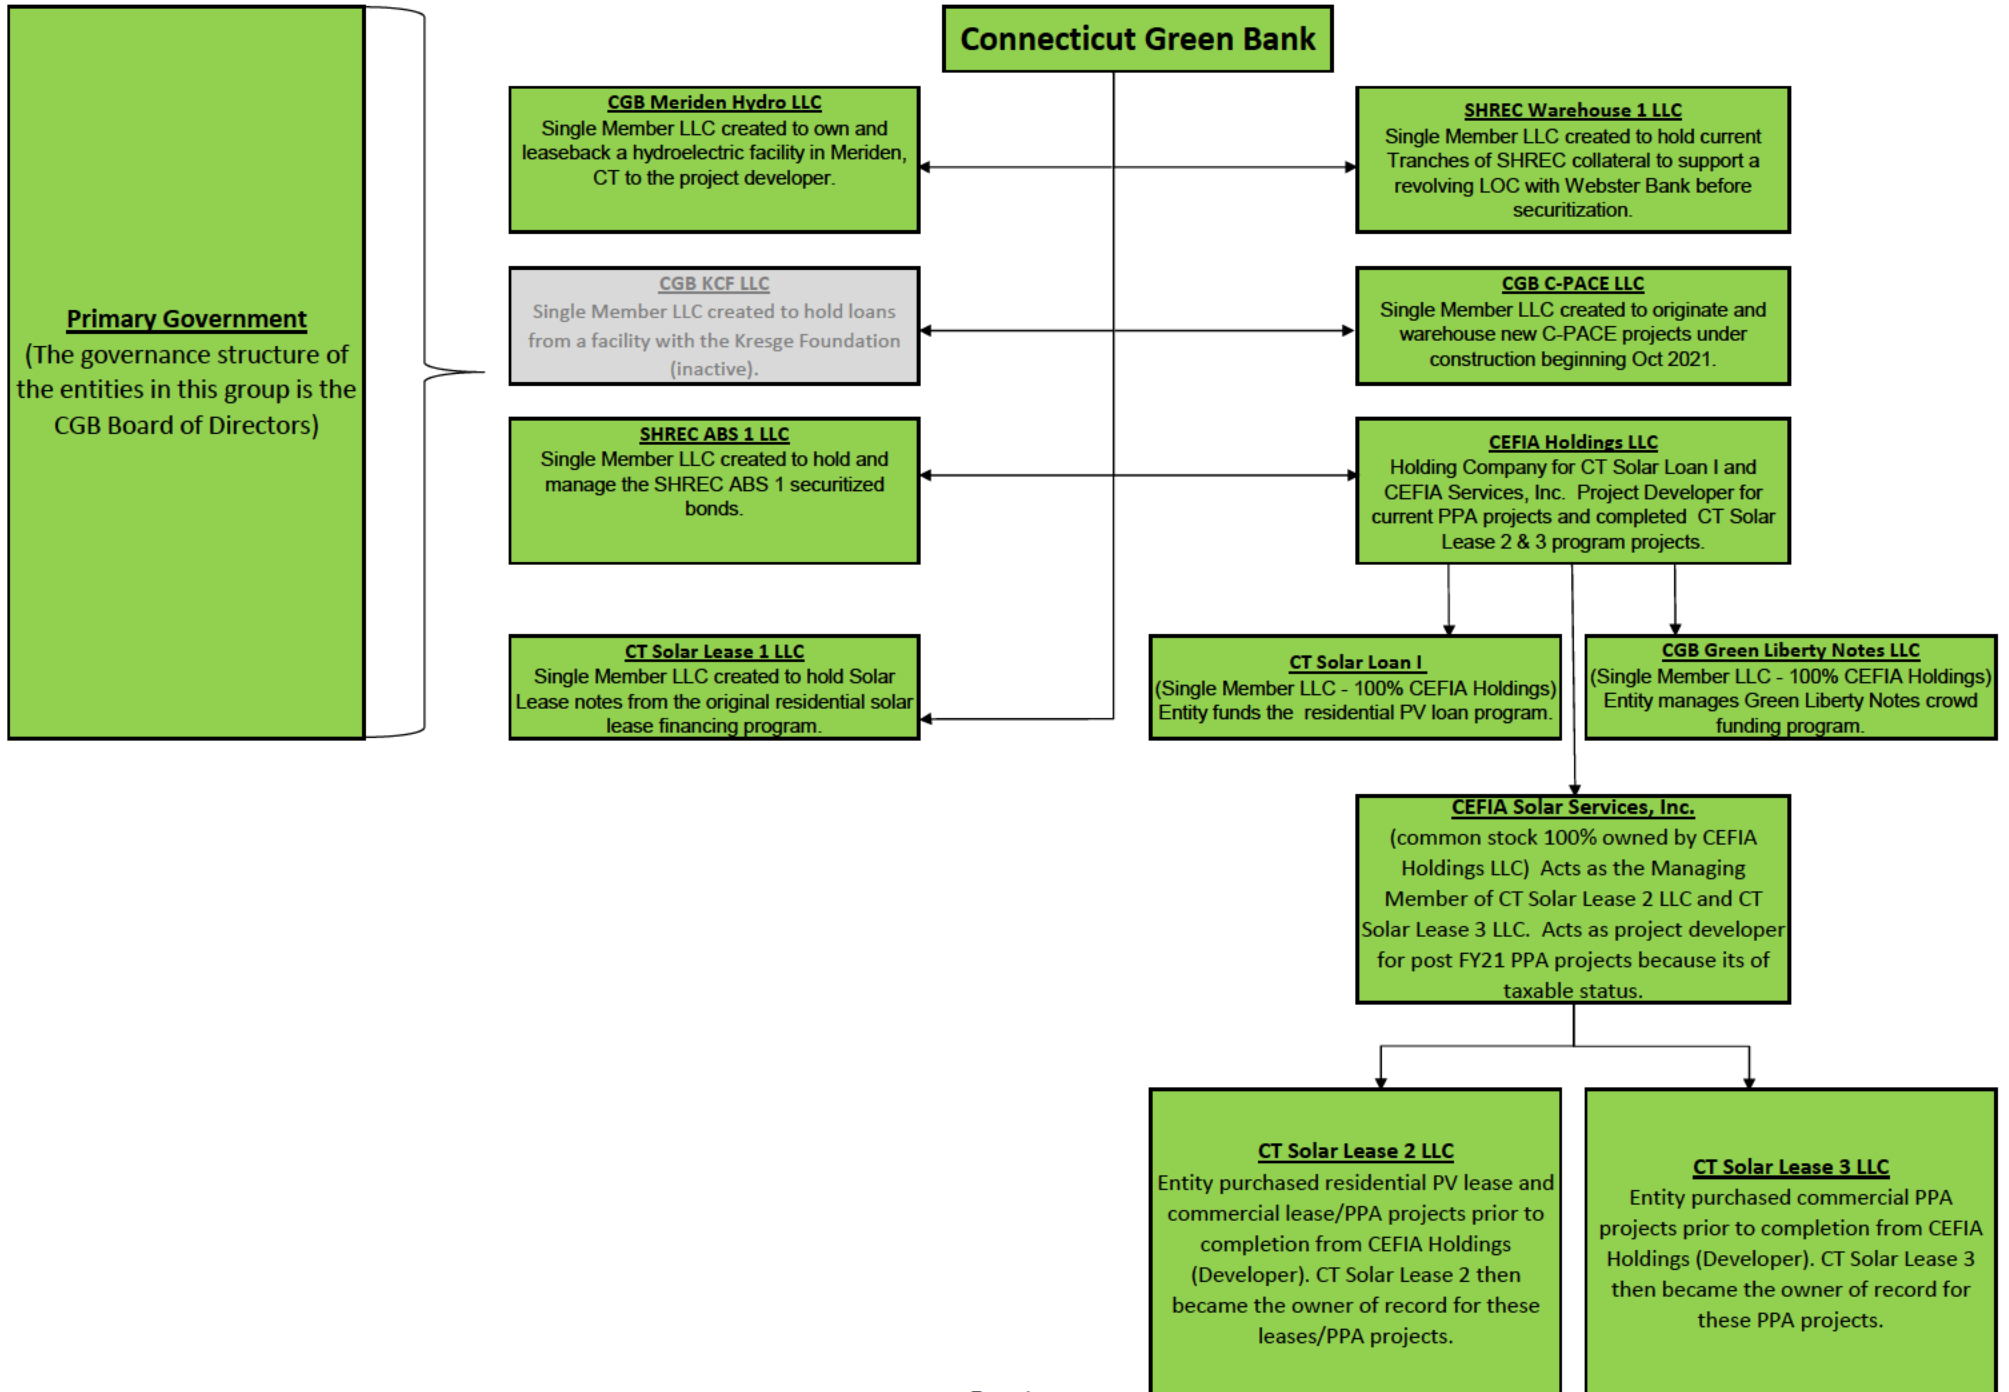 Connecticut Green Bank
Primary Government
(The governance structure of
the entities in this group is the
CGB Board of Directors)
CGB Meriden Hydro LLC
Single Member LLC created to own and
leaseback a hydroelectric facility in Meriden,
CT to the project developer.
SHREC Warehouse 1 LLC
Single Member LLC created to hold current
Tranches of SHREC collateral to support a
revolving LOC with Webster Bank before
securitization.
CGB KCF LLC
Single Member LLC created to hold loans
from a facility with the Kresge Foundation
(inactive).
CGB C-PACE LLC
Single Member LLC created to originate and
warehouse new C-PACE projects under
construction beginning Oct 2021.
SHREC ABS 1 LLC
Single Member LLC created to hold and
manage the SHREC ABS 1 securitized
bonds.
CEFIA Holdings LLC
Holding Company for CT Solar Loan I and
CEFIA Services, Inc. Project Developer for
current PPA projects and completed CT Solar
Lease 2 & 3 program projects.
CT Solar Lease 1 LLC
Single Member LLC created to hold Solar
Lease notes from the original residential solar
lease financing program.
CT Solar Loan I
(Single Member LLC - 100% CEFIA Holdings)
Entity funds the residential PV loan program.
CGB Green Liberty Notes LLC
(Single Member LLC - 100% CEFIA Holdings)
Entity manages Green Liberty Notes crowd
funding program.
CEFIA Solar Services, Inc.
(common stock 100% owned by CEFIA
Holdings LLC) Acts as the Managing
Member of CT Solar Lease 2 LLC and CT
Solar Lease 3 LLC. Acts as project developer
for post FY21 PPA projects because its of
taxable status.
CT Solar Lease 2 LLC
Entity purchased residential PV lease and
commercial lease/PPA projects prior to
completion from CEFIA Holdings
(Developer). CT Solar Lease 2 then
became the owner of record for these
leases/PPA projects.
CT Solar Lease 3 LLC
Entity purchased commercial PPA
projects prior to completion from CEFIA
Holdings (Developer). CT Solar Lease 3
then became the owner of record for
these PPA projects.